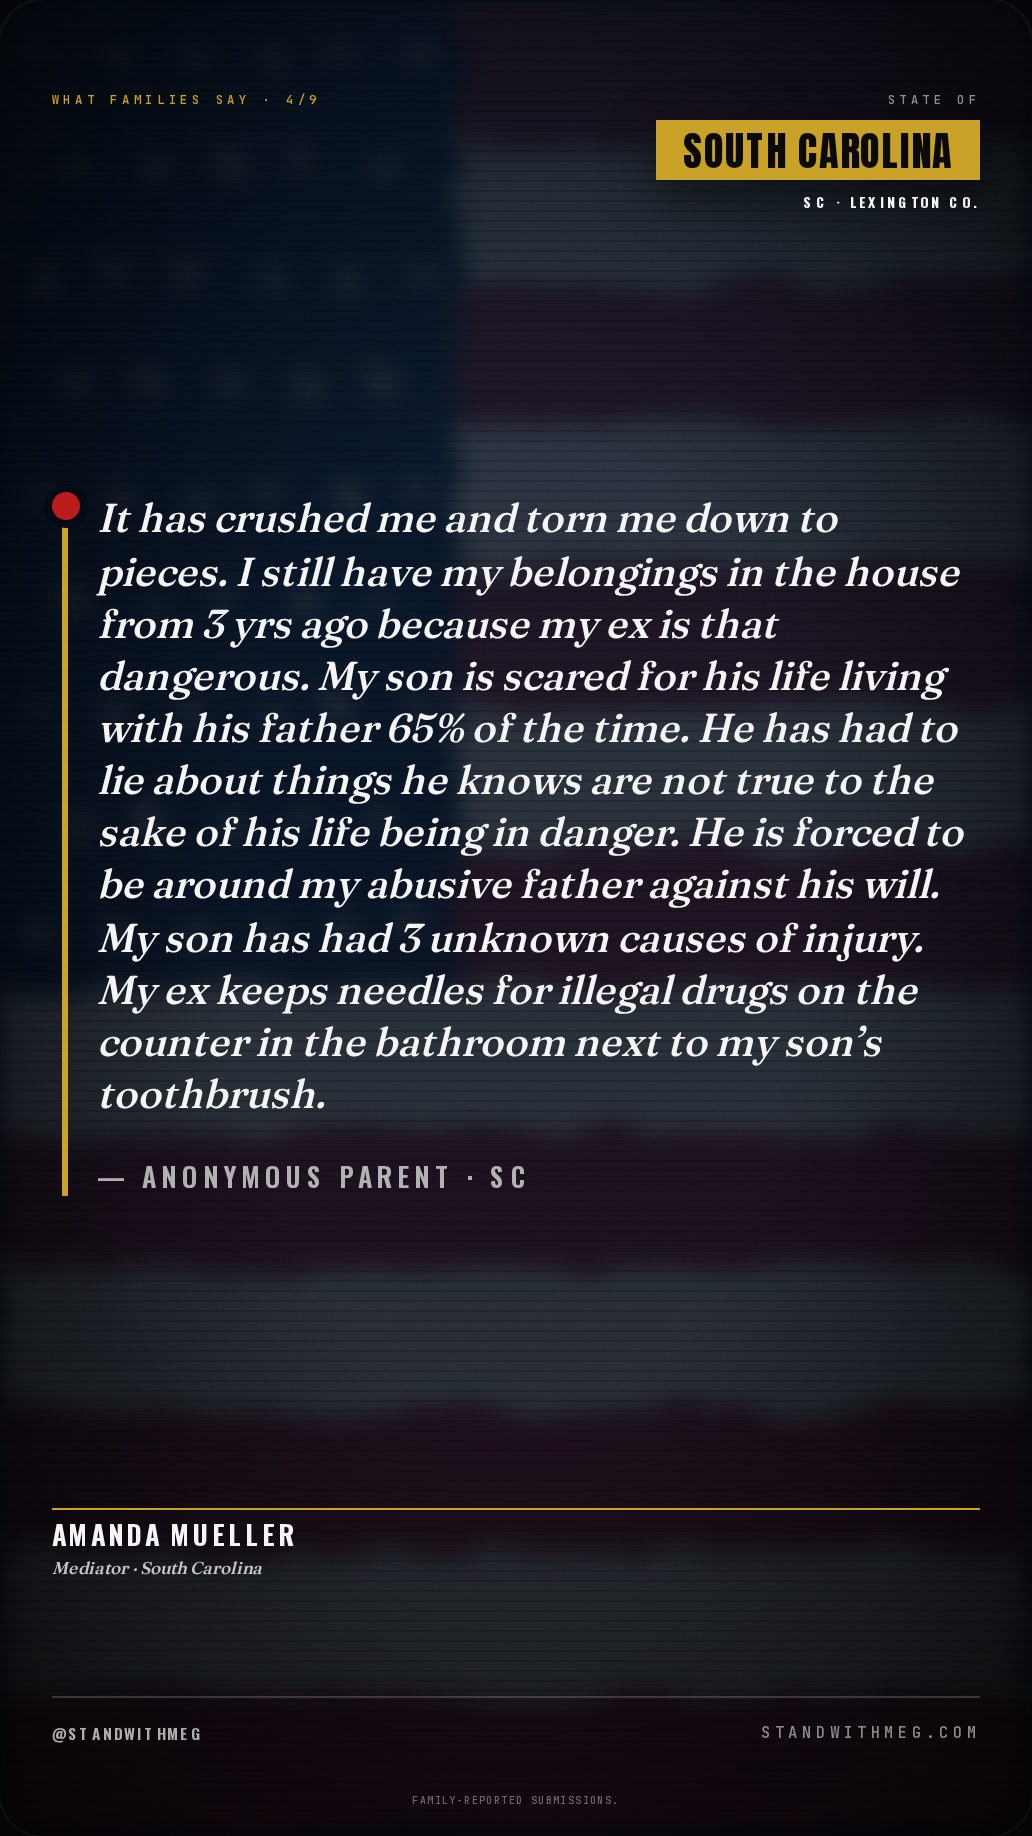 WHAT FAMILIES SAY · 4/9
STATE OF
SOUTH CAROLINA
SC · LEXINGTON CO.
It has crushed me and torn me down to
pieces. I still have my belongings in the house
from 3 yrs ago because my ex is that
dangerous. My son is scared for his life living
with his father 65% of the time. He has had to
lie about things he knows are not true to the
sake of his life being in danger. He is forced to
be around my abusive father against his will.
My son has had 3 unknown causes of injury.
My ex keeps needles for illegal drugs on the
counter in the bathroom next to my son’s
toothbrush.
— ANONYMOUS PARENT · SC
AMANDA MUELLER
Mediator · South Carolina
@STANDWITHMEG
STANDWITHMEG.COM
FAMILY-REPORTED SUBMISSIONS.